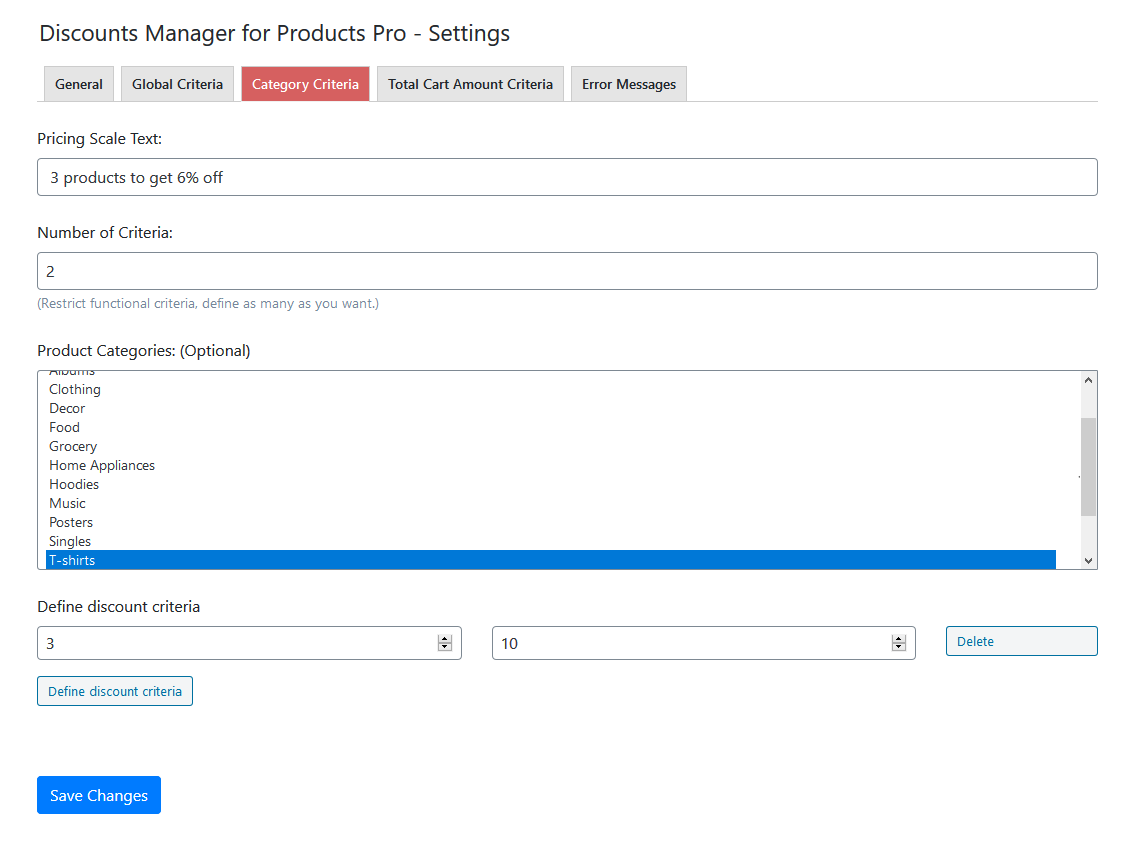 Discounts Manager for Products Pro - Settings
General Global Criteria Category Criteria Total Cart Amount Criteria Error Messages
Pricing Scale Text:
3 products to get 6% off
Number of Criteria:
2
(Restrict functional criteria, define as many as you want.)
Product Categories: (Optional)
Albums
Clothing
Decor
Food
Grocery
Home Appliances
Hoodies
Music
Posters
Singles
T-shirts
Define discount criteria
3 10 Delete
Define discount criteria
Save Changes